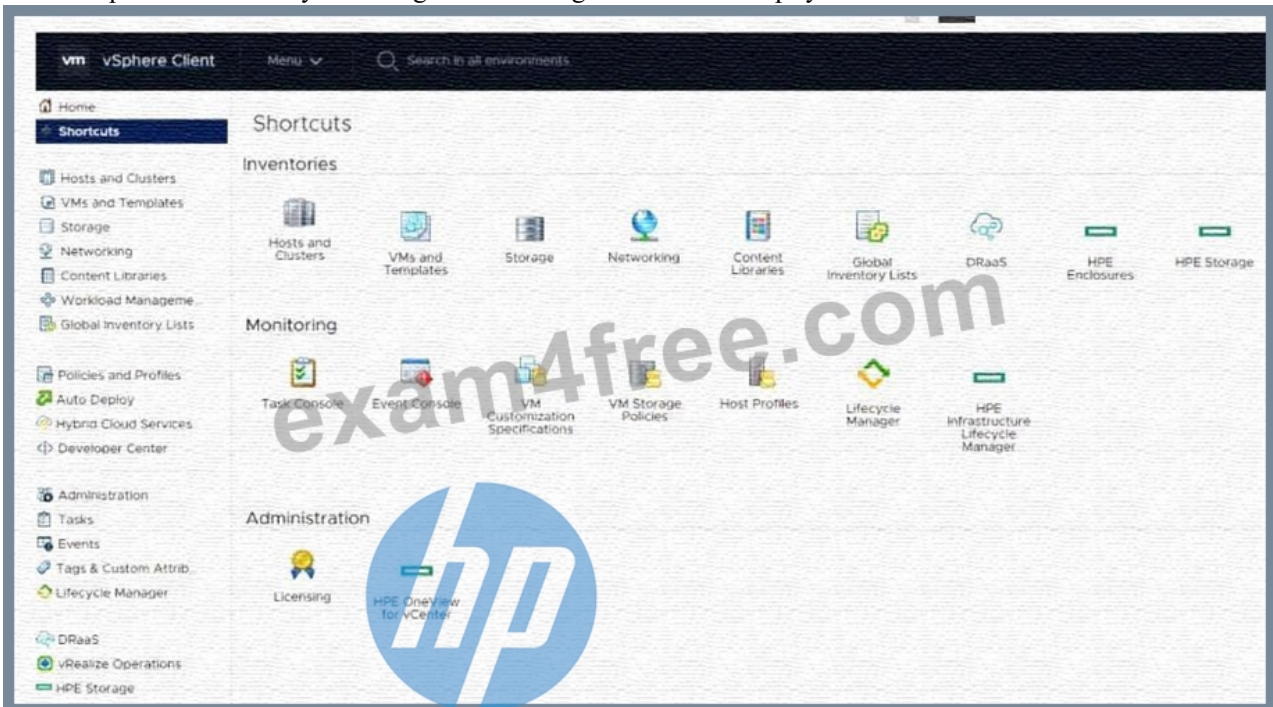 vm vSphere Client Menu Search in all environments
Home
Shortcuts
Hosts and Clusters
VMs and Templates
Storage
Networking
Content Libraries
Workload Manageme..
Global Inventory Lists
Policies and Profiles
Auto Deploy
Hybrid Cloud Services
Developer Center
Administration
Tasks
Events
Tags & Custom Attrib..
Lifecycle Manager
DRaaS
vRealize Operations
HPE Storage
Shortcuts
Inventories
Hosts and
Clusters
VMs and
Templates
Storage
Networking
Content
Libraries
Global
Inventory Lists
DRaaS
HPE
Enclosures
HPE Storage
Monitoring
Task Console
Event Console
VM
Customization
Specifications
VM Storage
Policies
Host Profiles
Lifecycle
Manager
HPE
Infrastructure
Lifecycle
Manager
Administration
Licensing
HPE OneView
for vCenter
exam4free.com
hp